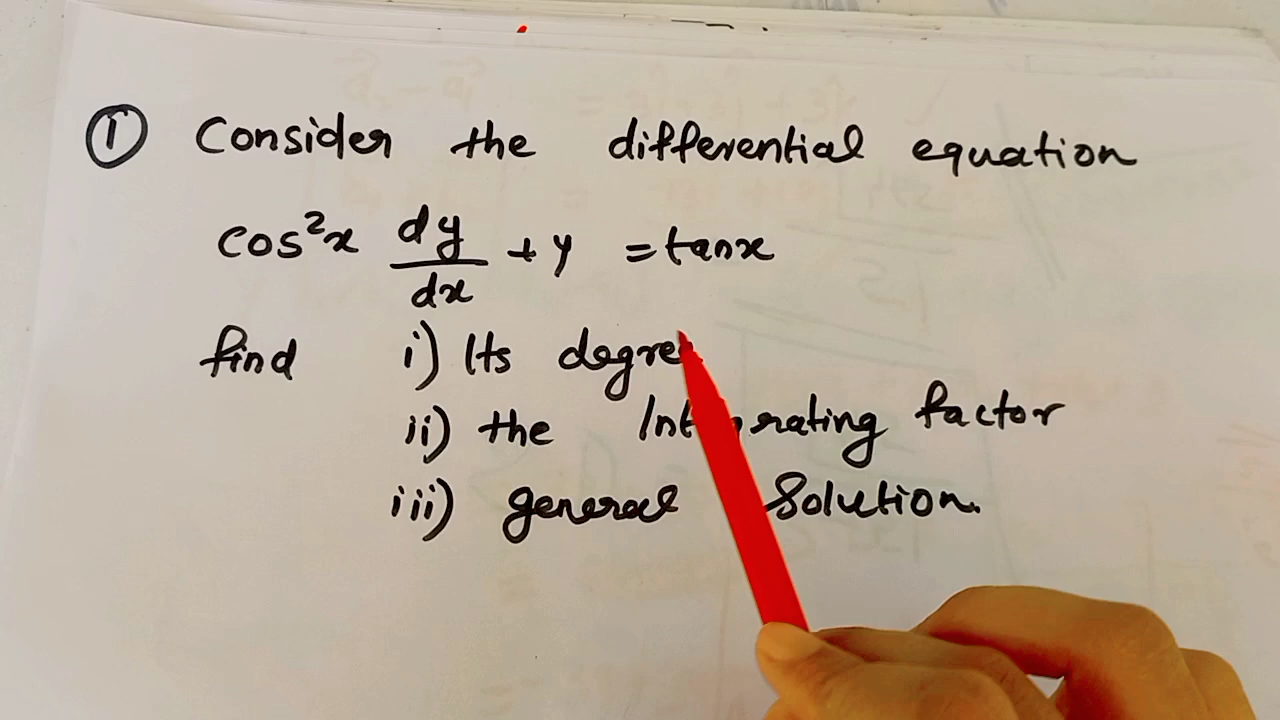 ① Consider the differential equation
cos²x dy/dx + y = tanx
find i) Its degree
ii) the Integrating factor
iii) general Solution.